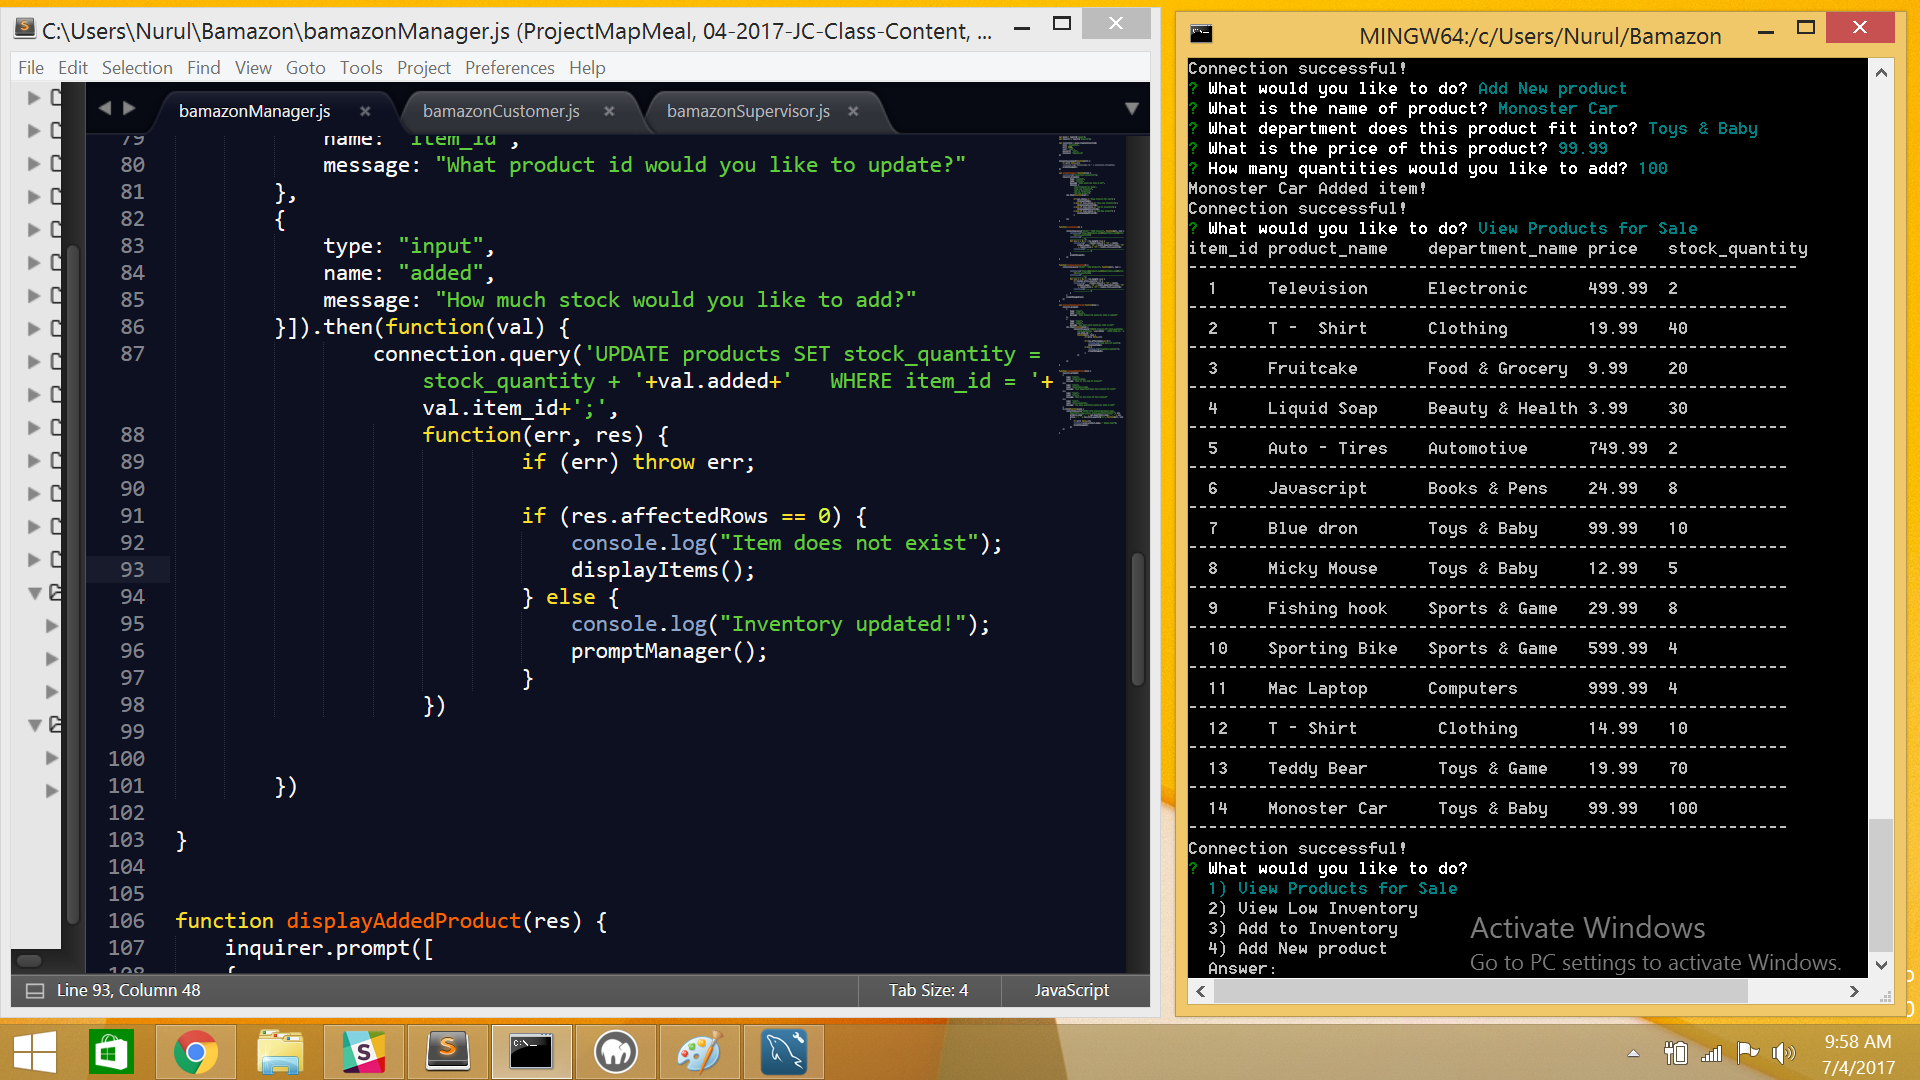 C:\Users\Nurul\Bamazon\bamazonManager.js (ProjectMapMeal, 04-2017-JC-Class-Content, ...
File Edit Selection Find View Goto Tools Project Preferences Help
bamazonManager.js × bamazonCustomer.js × bamazonSupervisor.js ×
79 name: "item_id",
80 message: "What product id would you like to update?"
81 },
82 {
83 type: "input",
84 name: "added",
85 message: "How much stock would you like to add?"
86 }]).then(function(val) {
87 connection.query('UPDATE products SET stock_quantity =
stock_quantity + '+val.added+'   WHERE item_id = '+
val.item_id+';',
88 function(err, res) {
89 if (err) throw err;
90
91 if (res.affectedRows == 0) {
92 console.log("Item does not exist");
93 displayItems();
94 } else {
95 console.log("Inventory updated!");
96 promptManager();
97 }
98 })
99
100
101 })
102
103 }
104
105
106 function displayAddedProduct(res) {
107 inquirer.prompt([
108 {
Line 93, Column 48 Tab Size: 4 JavaScript
MINGW64:/c/Users/Nurul/Bamazon
Connection successful!
? What would you like to do? Add New product
? What is the name of product? Monoster Car
? What department does this product fit into? Toys & Baby
? What is the price of this product? 99.99
? How many quantities would you like to add? 100
Monoster Car Added item!
Connection successful!
? What would you like to do? View Products for Sale
item_id product_name department_name price stock_quantity
1 Television Electronic 499.99 2
2 T -  Shirt Clothing 19.99 40
3 Fruitcake Food & Grocery 9.99 20
4 Liquid Soap Beauty & Health 3.99 30
5 Auto - Tires Automotive 749.99 2
6 Javascript Books & Pens 24.99 8
7 Blue dron Toys & Baby 99.99 10
8 Micky Mouse Toys & Baby 12.99 5
9 Fishing hook Sports & Game 29.99 8
10 Sporting Bike Sports & Game 599.99 4
11 Mac Laptop Computers 999.99 4
12 T - Shirt Clothing 14.99 10
13 Teddy Bear Toys & Game 19.99 70
14 Monoster Car Toys & Baby 99.99 100
Connection successful!
? What would you like to do?
1) View Products for Sale
2) View Low Inventory
3) Add to Inventory
4) Add New product
Answer:
Activate Windows
Go to PC settings to activate Windows.
9:58 AM
7/4/2017